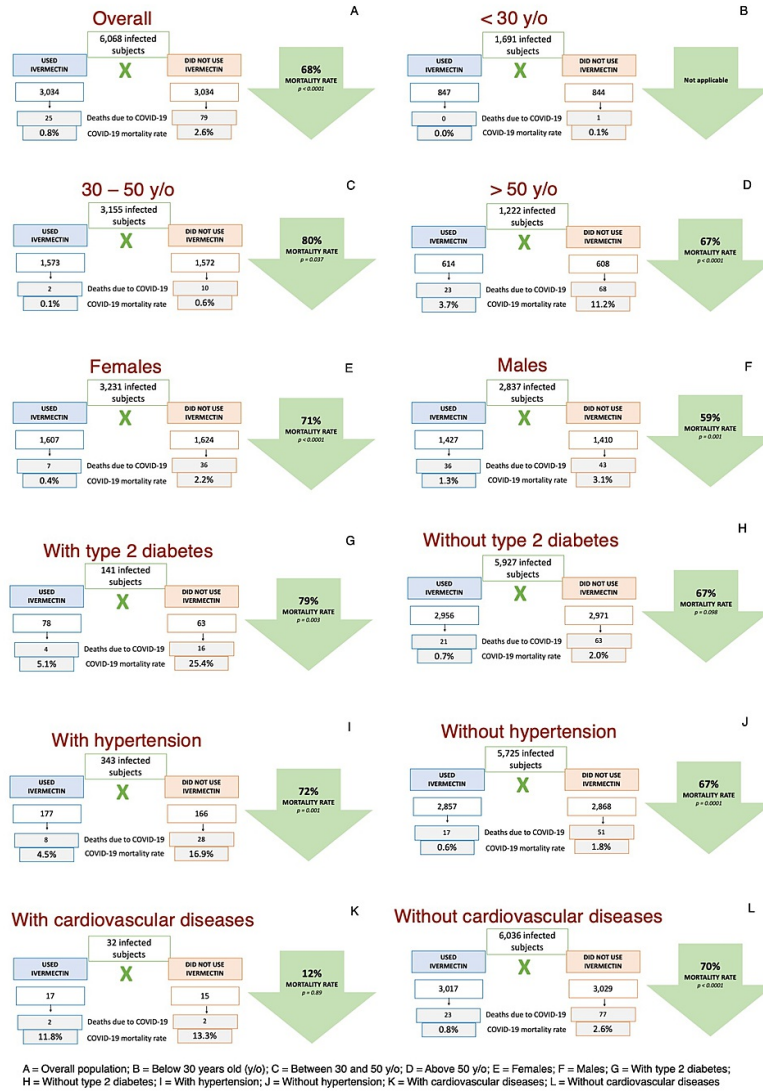 Overall
A
6,068 infected
subjects
USED
IVERMECTIN
X
DID NOT USE
IVERMECTIN
3,034
3,034
25
Deaths due to COVID-19
79
0.8%
COVID-19 mortality rate
2.6%
68%
MORTALITY RATE
p < 0.0001
< 30 y/o
B
1,691 infected
subjects
USED
IVERMECTIN
X
DID NOT USE
IVERMECTIN
847
844
0
Deaths due to COVID-19
1
0.0%
COVID-19 mortality rate
0.1%
Not applicable
30 – 50 y/o
C
3,155 infected
subjects
USED
IVERMECTIN
X
DID NOT USE
IVERMECTIN
1,573
1,572
2
Deaths due to COVID-19
10
0.1%
COVID-19 mortality rate
0.6%
80%
MORTALITY RATE
p < 0.037
> 50 y/o
D
1,222 infected
subjects
USED
IVERMECTIN
X
DID NOT USE
IVERMECTIN
614
608
23
Deaths due to COVID-19
68
3.7%
COVID-19 mortality rate
11.2%
67%
MORTALITY RATE
p < 0.0001
Females
E
3,231 infected
subjects
USED
IVERMECTIN
X
DID NOT USE
IVERMECTIN
1,607
1,624
7
Deaths due to COVID-19
36
0.4%
COVID-19 mortality rate
2.2%
71%
MORTALITY RATE
p < 0.0001
Males
F
2,837 infected
subjects
USED
IVERMECTIN
X
DID NOT USE
IVERMECTIN
1,427
1,410
36
Deaths due to COVID-19
43
1.3%
COVID-19 mortality rate
3.1%
59%
MORTALITY RATE
p = 0.001
With type 2 diabetes
G
141 infected
subjects
USED
IVERMECTIN
X
DID NOT USE
IVERMECTIN
78
63
4
Deaths due to COVID-19
16
5.1%
COVID-19 mortality rate
25.4%
79%
MORTALITY RATE
p = 0.003
Without type 2 diabetes
H
5,927 infected
subjects
USED
IVERMECTIN
X
DID NOT USE
IVERMECTIN
2,956
2,971
21
Deaths due to COVID-19
63
0.7%
COVID-19 mortality rate
2.0%
67%
MORTALITY RATE
p = 0.098
With hypertension
I
343 infected
subjects
USED
IVERMECTIN
X
DID NOT USE
IVERMECTIN
177
166
8
Deaths due to COVID-19
28
4.5%
COVID-19 mortality rate
16.9%
72%
MORTALITY RATE
p = 0.001
Without hypertension
J
5,725 infected
subjects
USED
IVERMECTIN
X
DID NOT USE
IVERMECTIN
2,857
2,868
17
Deaths due to COVID-19
51
0.6%
COVID-19 mortality rate
1.8%
67%
MORTALITY RATE
p = 0.0001
With cardiovascular diseases
K
32 infected
subjects
USED
IVERMECTIN
X
DID NOT USE
IVERMECTIN
17
15
2
Deaths due to COVID-19
2
11.8%
COVID-19 mortality rate
13.3%
12%
MORTALITY RATE
p = 0.89
Without cardiovascular diseases
L
6,036 infected
subjects
USED
IVERMECTIN
X
DID NOT USE
IVERMECTIN
3,017
3,029
23
Deaths due to COVID-19
77
0.8%
COVID-19 mortality rate
2.6%
70%
MORTALITY RATE
p < 0.0001
A = Overall population; B = Below 30 years old (y/o); C = Between 30 and 50 y/o; D = Above 50 y/o; E = Females; F = Males; G = With type 2 diabetes;
H = Without type 2 diabetes; I = With hypertension; J = Without hypertension; K = With cardiovascular diseases; L = Without cardiovascular diseases